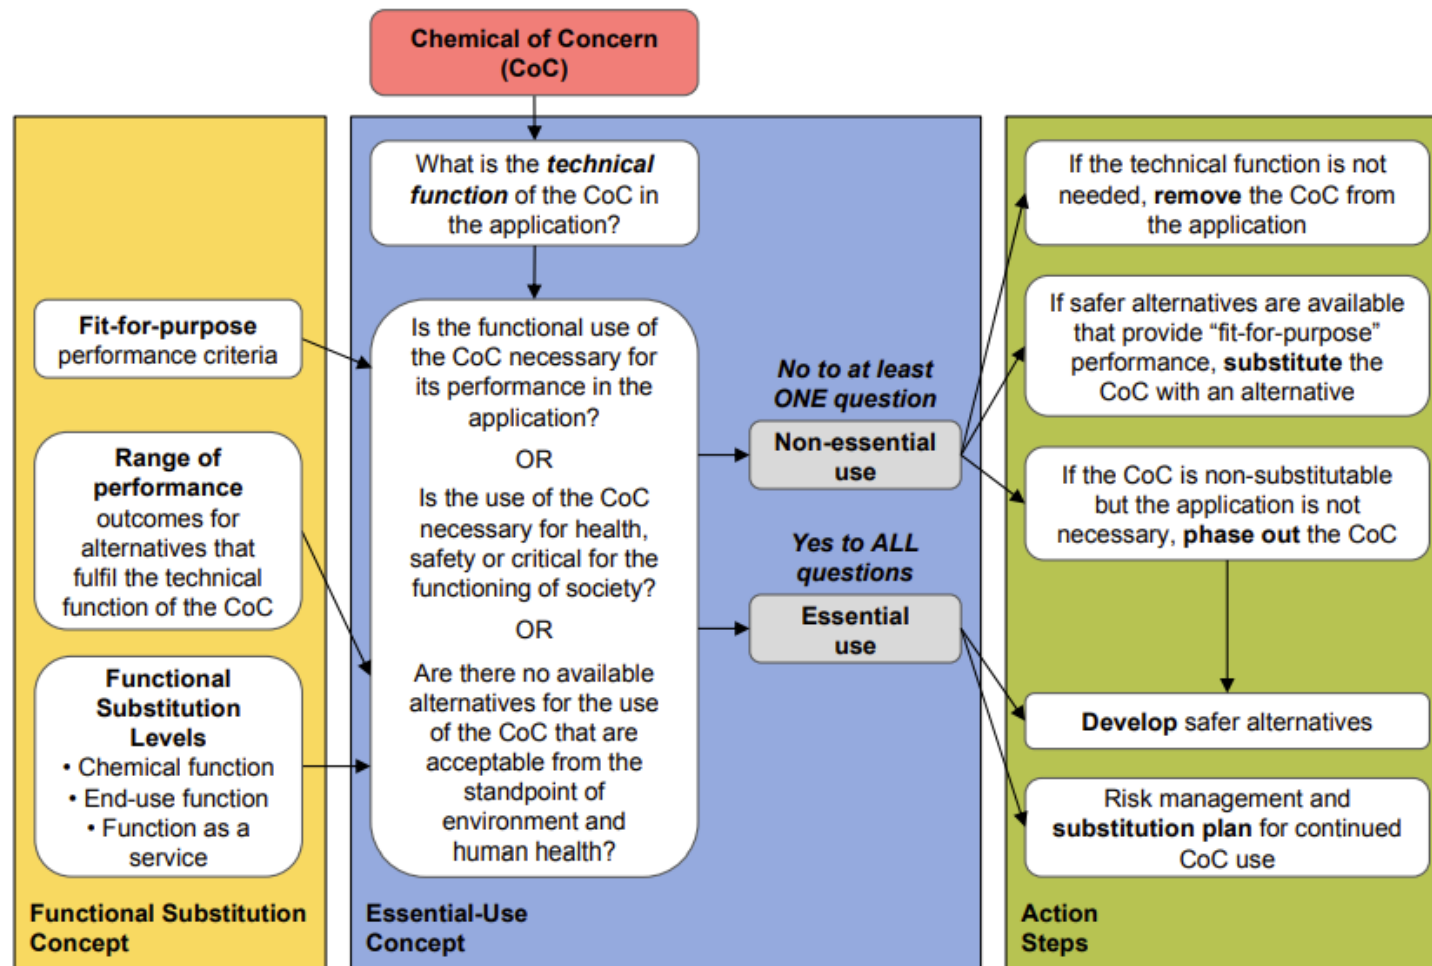 Chemical of Concern
(CoC)
What is the technical
function of the CoC in
the application?
Fit-for-purpose
performance criteria
Range of
performance
outcomes for
alternatives that
fulfil the technical
function of the CoC
Functional
Substitution
Levels
• Chemical function
• End-use function
• Function as a
service
Functional Substitution
Concept
Is the functional use of
the CoC necessary for
its performance in the
application?
OR
Is the use of the CoC
necessary for health,
safety or critical for the
functioning of society?
OR
Are there no available
alternatives for the use
of the CoC that are
acceptable from the
standpoint of
environment and
human health?
No to at least
ONE question
Non-essential
use
Yes to ALL
questions
Essential
use
Essential-Use
Concept
If the technical function is not
needed, remove the CoC from
the application
If safer alternatives are available
that provide “fit-for-purpose”
performance, substitute the
CoC with an alternative
If the CoC is non-substitutable
but the application is not
necessary, phase out the CoC
Develop safer alternatives
Risk management and
substitution plan for continued
CoC use
Action
Steps